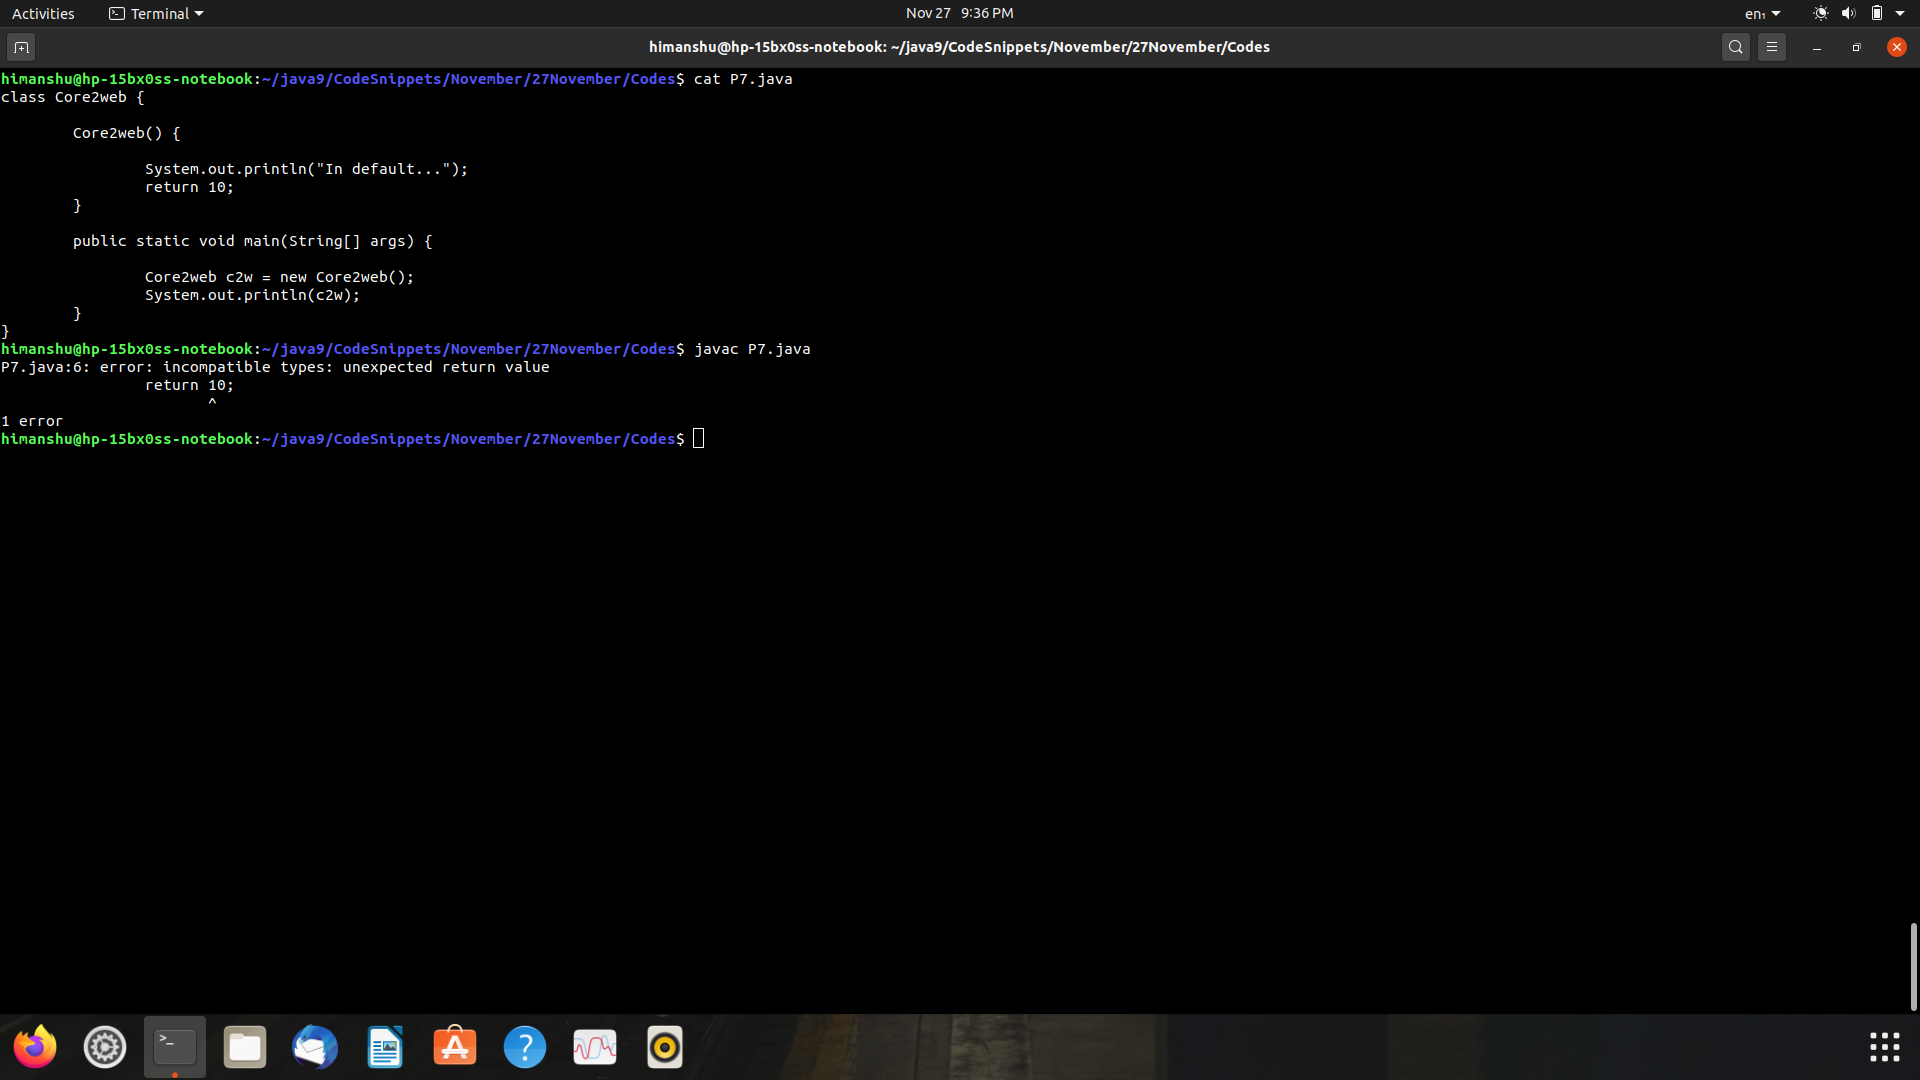 Activities
Terminal
Nov 27 9:36 PM
en₁
himanshu@hp-15bx0ss-notebook: ~/java9/CodeSnippets/November/27November/Codes
himanshu@hp-15bx0ss-notebook:~/java9/CodeSnippets/November/27November/Codes$ cat P7.java
class Core2web {
Core2web() {
System.out.println("In default...");
return 10;
}
public static void main(String[] args) {
Core2web c2w = new Core2web();
System.out.println(c2w);
}
}
himanshu@hp-15bx0ss-notebook:~/java9/CodeSnippets/November/27November/Codes$ javac P7.java
P7.java:6: error: incompatible types: unexpected return value
return 10;
^
1 error
himanshu@hp-15bx0ss-notebook:~/java9/CodeSnippets/November/27November/Codes$